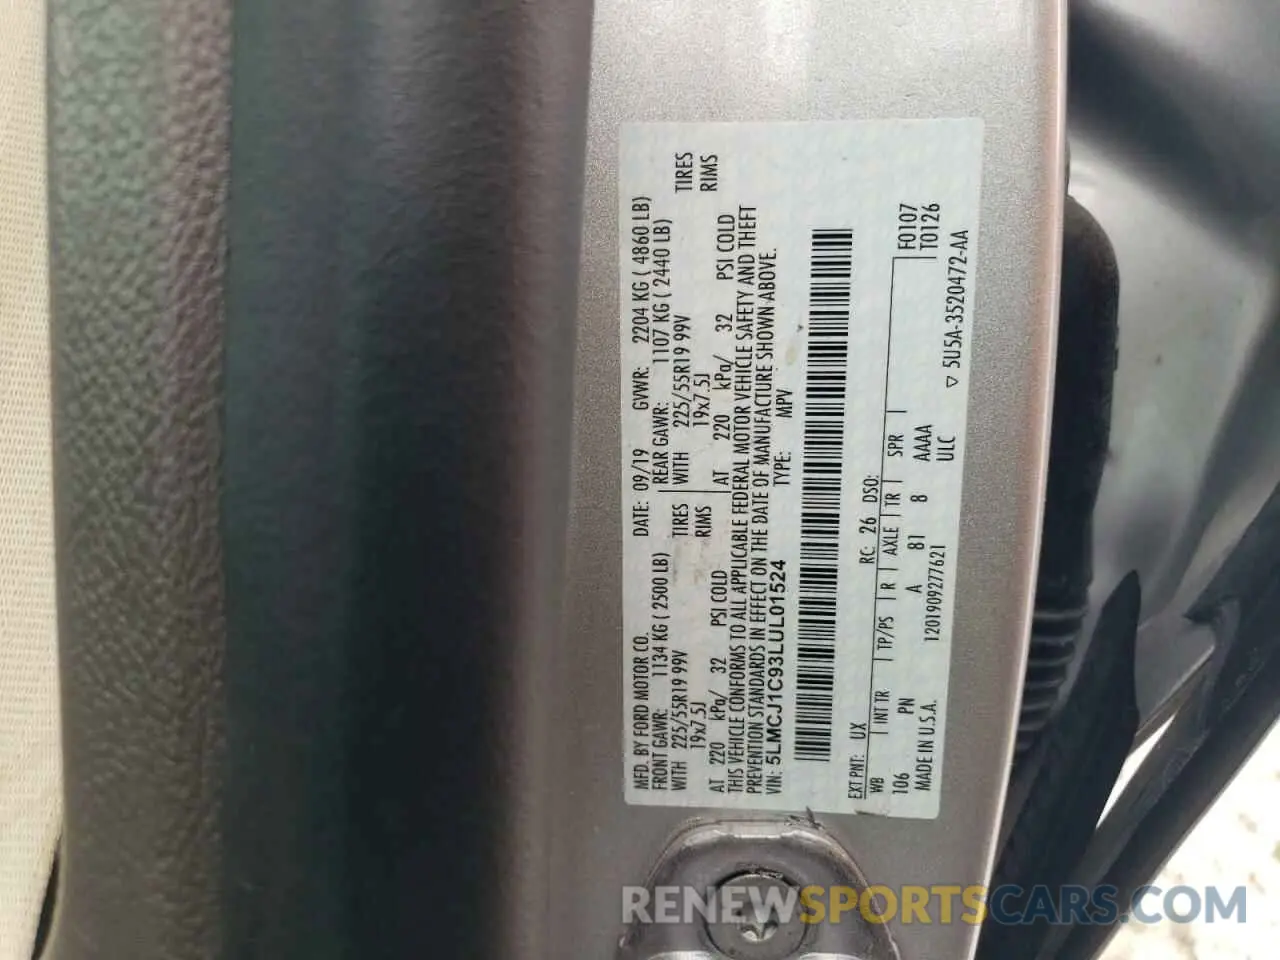 MFD. BY FORD MOTOR CO. DATE: 09/19 GVWR: 2204 KG ( 4860 LB)
FRONT GAWR: 1134 KG ( 2500 LB) REAR GAWR: 1107 KG ( 2440 LB)
WITH 225/55R19 99V TIRES WITH 225/55R19 99V TIRES
19x7.5J RIMS 19x7.5J RIMS
AT 220 kPa/ 32 PSI COLD AT 220 kPa/ 32 PSI COLD
THIS VEHICLE CONFORMS TO ALL APPLICABLE FEDERAL MOTOR VEHICLE SAFETY AND THEFT
PREVENTION STANDARDS IN EFFECT ON THE DATE OF MANUFACTURE SHOWN ABOVE.
VIN: 5LMCJ1C93LUL01524 TYPE: MPV
EXT PNT: UX RC: 26 DSO:
WB INT TR TP/PS R AXLE TR SPR F0107
106 PN A 81 8 AAAA T0126
MADE IN U.S.A. 1201909277621 ULC
▽ 5U5A-3520472-AA
RENEWSPORTSCARS.COM